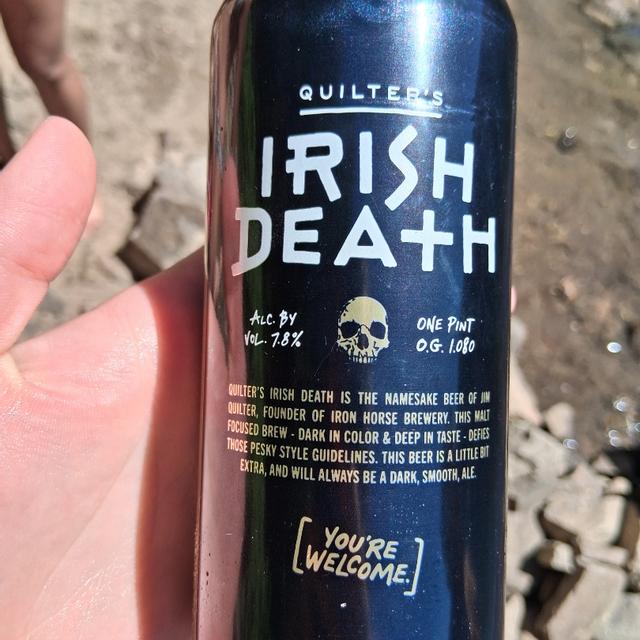 QUILTER'S
IRISH
DEATH
ALC. BY
VOL. 7.8%
ONE PINT
O.G. 1.080
QUILTER'S IRISH DEATH IS THE NAMESAKE BEER OF JIM
QUILTER, FOUNDER OF IRON HORSE BREWERY. THIS MALT
FOCUSED BREW - DARK IN COLOR & DEEP IN TASTE - DEFIES
THOSE PESKY STYLE GUIDELINES. THIS BEER IS A LITTLE BIT
EXTRA, AND WILL ALWAYS BE A DARK, SMOOTH, ALE.
[YOU'RE
WELCOME.]